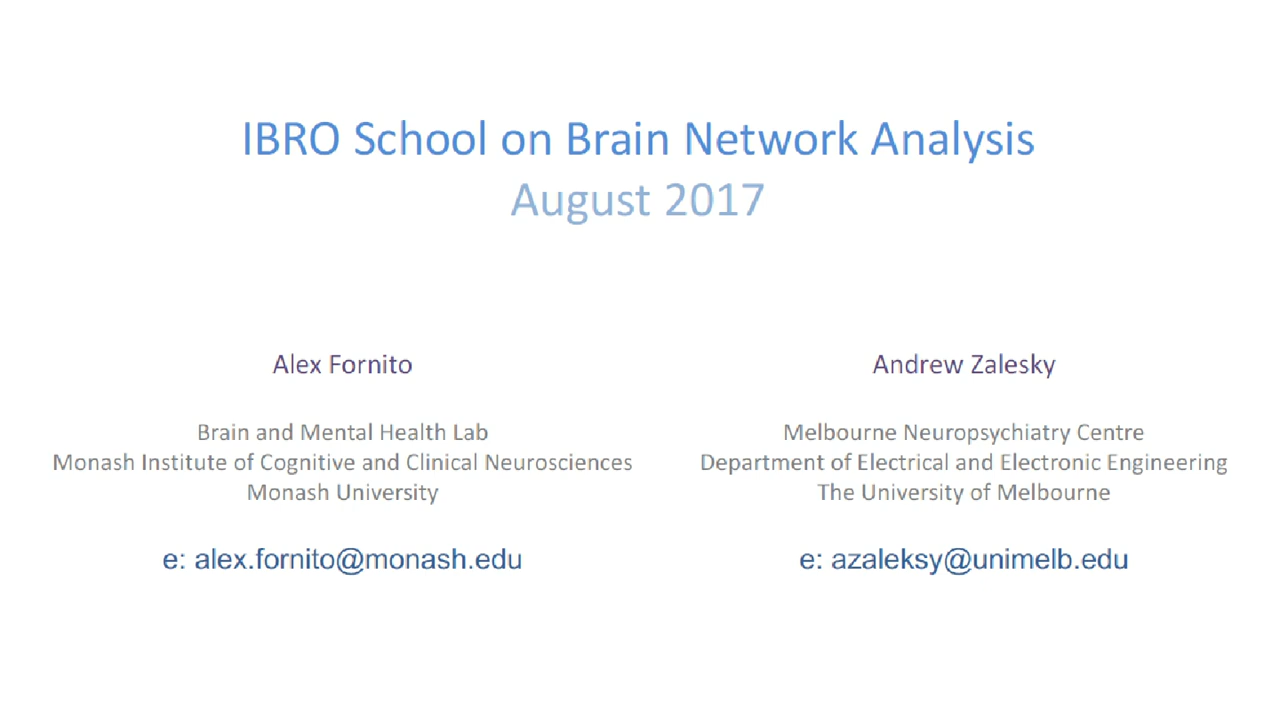 IBRO School on Brain Network Analysis
August 2017
Alex Fornito
Brain and Mental Health Lab
Monash Institute of Cognitive and Clinical Neurosciences
Monash University
e: alex.fornito@monash.edu
Andrew Zalesky
Melbourne Neuropsychiatry Centre
Department of Electrical and Electronic Engineering
The University of Melbourne
e: azaleksy@unimelb.edu